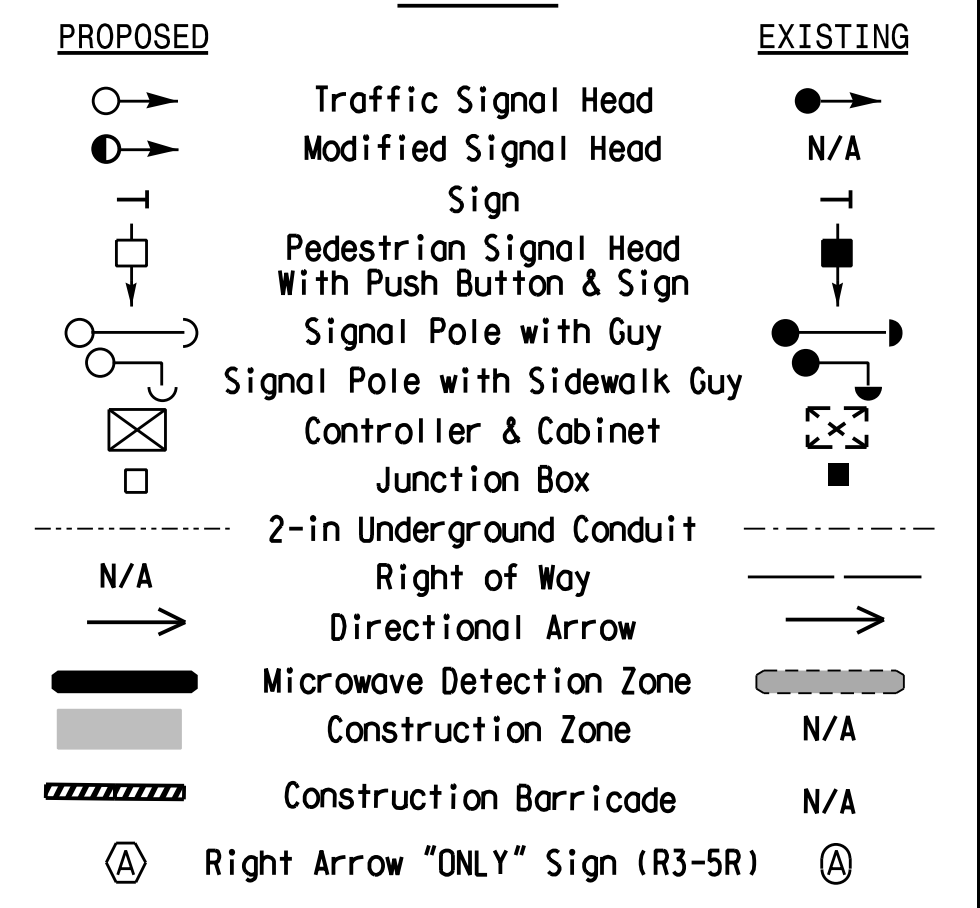 PROPOSED EXISTING
Traffic Signal Head
Modified Signal Head N/A
Sign
Pedestrian Signal Head
With Push Button & Sign
Signal Pole with Guy
Signal Pole with Sidewalk Guy
Controller & Cabinet
Junction Box
2-in Underground Conduit
N/A Right of Way
Directional Arrow
Microwave Detection Zone
Construction Zone N/A
Construction Barricade N/A
A Right Arrow "ONLY" Sign (R3-5R) A